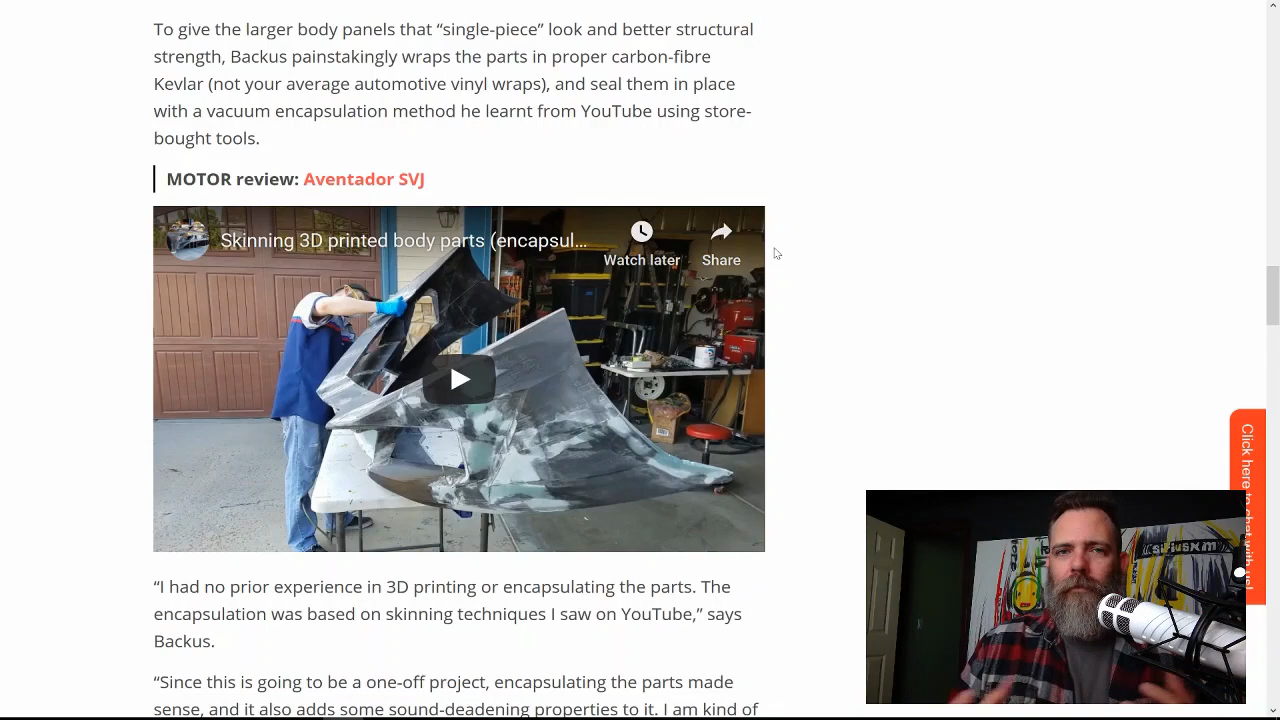 To give the larger body panels that “single-piece” look and better structural
strength, Backus painstakingly wraps the parts in proper carbon-fibre
Kevlar (not your average automotive vinyl wraps), and seal them in place
with a vacuum encapsulation method he learnt from YouTube using store-
bought tools.
MOTOR review: Aventador SVJ
Skinning 3D printed body parts (encapsul...
Watch later
Share
Click here to chat with us!
SiriusXM
“I had no prior experience in 3D printing or encapsulating the parts. The
encapsulation was based on skinning techniques I saw on YouTube,” says
Backus.
“Since this is going to be a one-off project, encapsulating the parts made
sense, and it also adds some sound-deadening properties to it. I am kind of